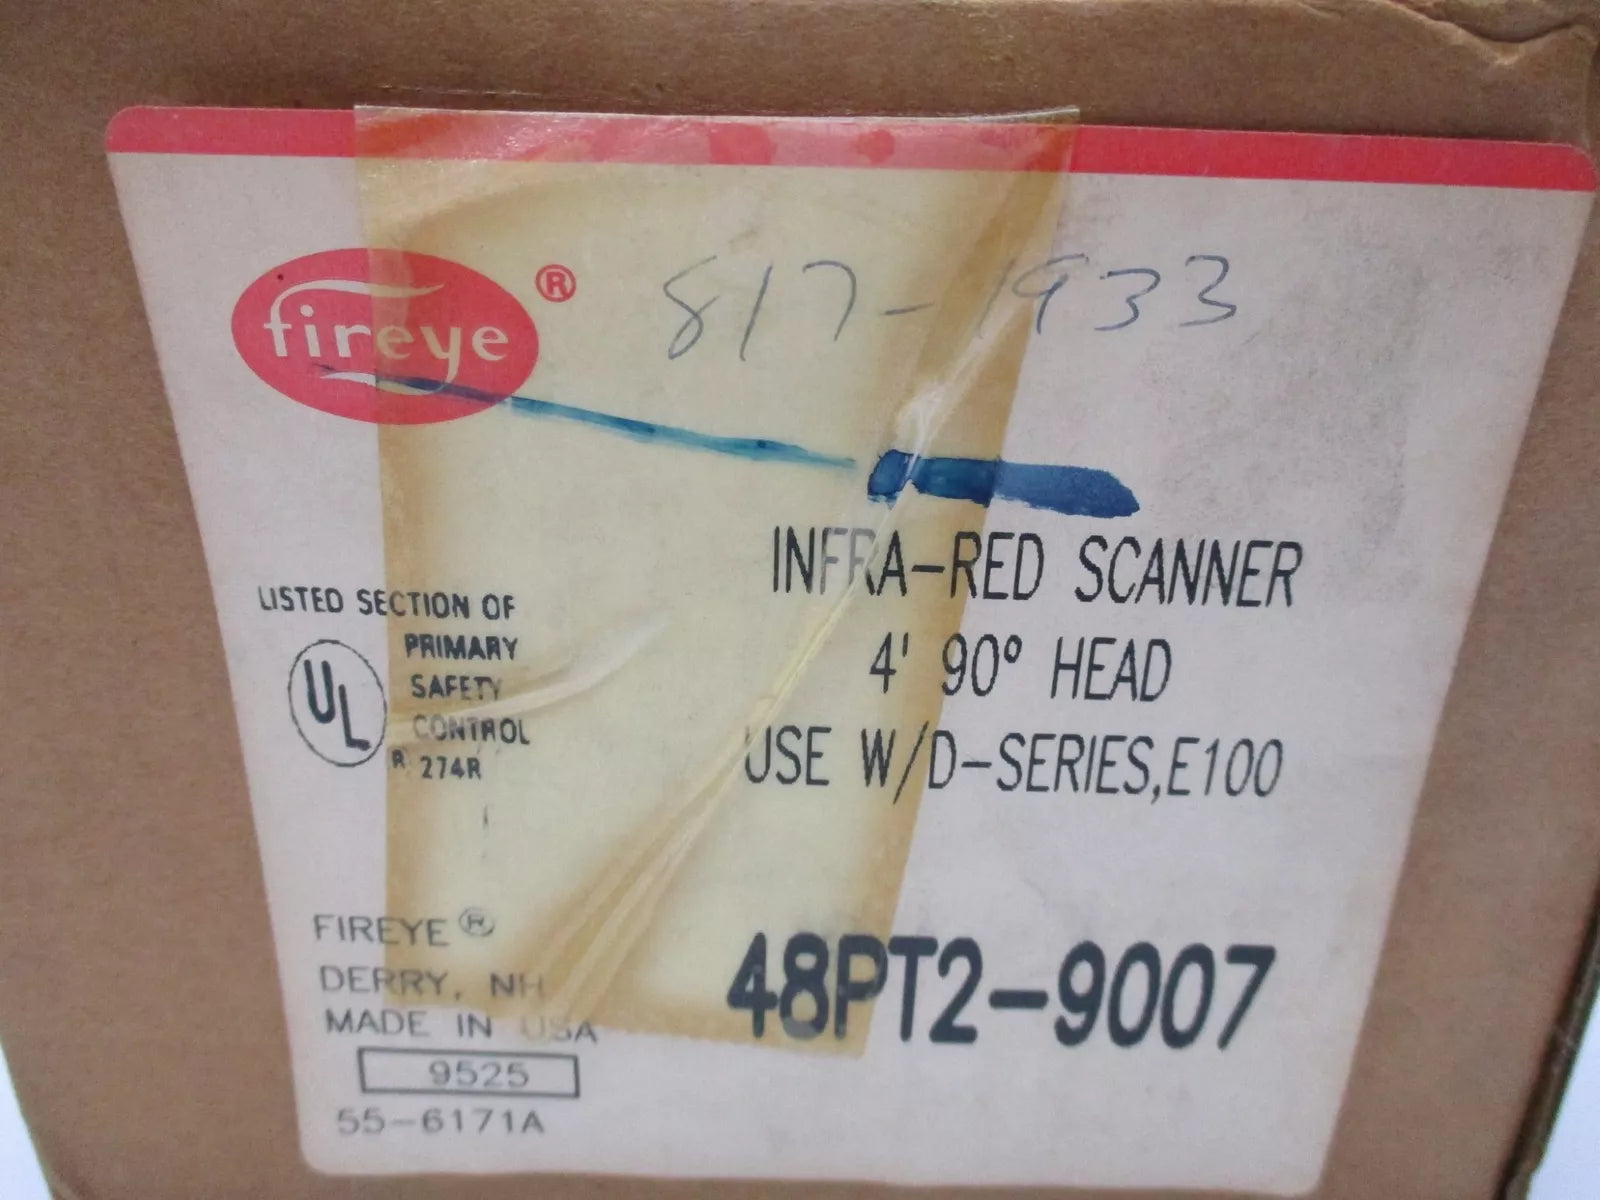 fireye®
817-1933
INFRA-RED SCANNER
4' 90° HEAD
USE W/D-SERIES,E100
LISTED SECTION OF
PRIMARY
SAFETY
CONTROL
274R
UL
R
FIREYE®
DERRY, NH
MADE IN USA
9525
55-6171A
48PT2-9007